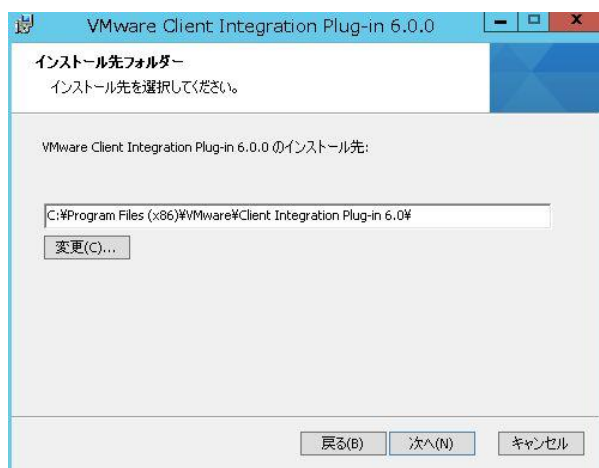 VMware Client Integration Plug-in 6.0.0
インストール先フォルダー
インストール先を選択してください。
VMware Client Integration Plug-in 6.0.0 のインストール先:
C:¥Program Files (x86)¥VMware¥Client Integration Plug-in 6.0¥
変更(C)...
戻る(B) 次へ(N) キャンセル